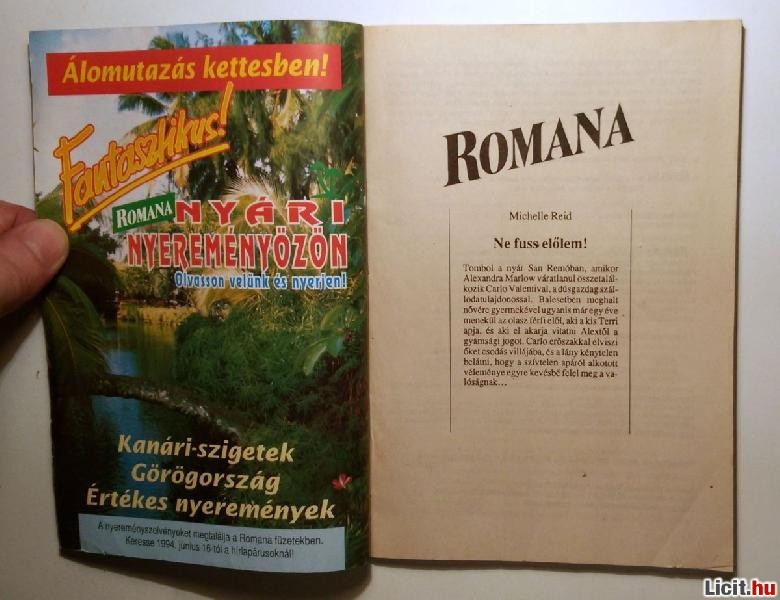 Álomutazás kettesben!
Fantasztikus!
ROMANA NYÁRI
NYEREMÉNYÖZÖN
Olvasson velünk és nyerjen!
Kanári-szigetek
Görögország
Értékes nyeremények
A nyereményszelvényeket megtalálja a Romana füzetekben.
Keresse 1994. június 16-tól a hírlapárusoknál!
ROMANA
Michelle Reid
Ne fuss előlem!
Tombol a nyár San Remóban, amikor
Alexandra Marlow váratlanul összetalál-
kozik Carlo Valentival, a dúsgazdag szál-
lodatulajdonossal. Balesetben meghalt
nővére gyermekével ugyanis már egy éve
menekül az olasz férfi elől, aki a kis Terri
apja, és aki el akarja vitatni Alextől a
gyámsági jogot. Carlo erőszakkal elviszi
őket csodás villájába, és a lány kénytelen
belátni, hogy a szívtelen apáról alkotott
véleménye egyre kevésbé felel meg a va-
lóságnak…
Licit.hu